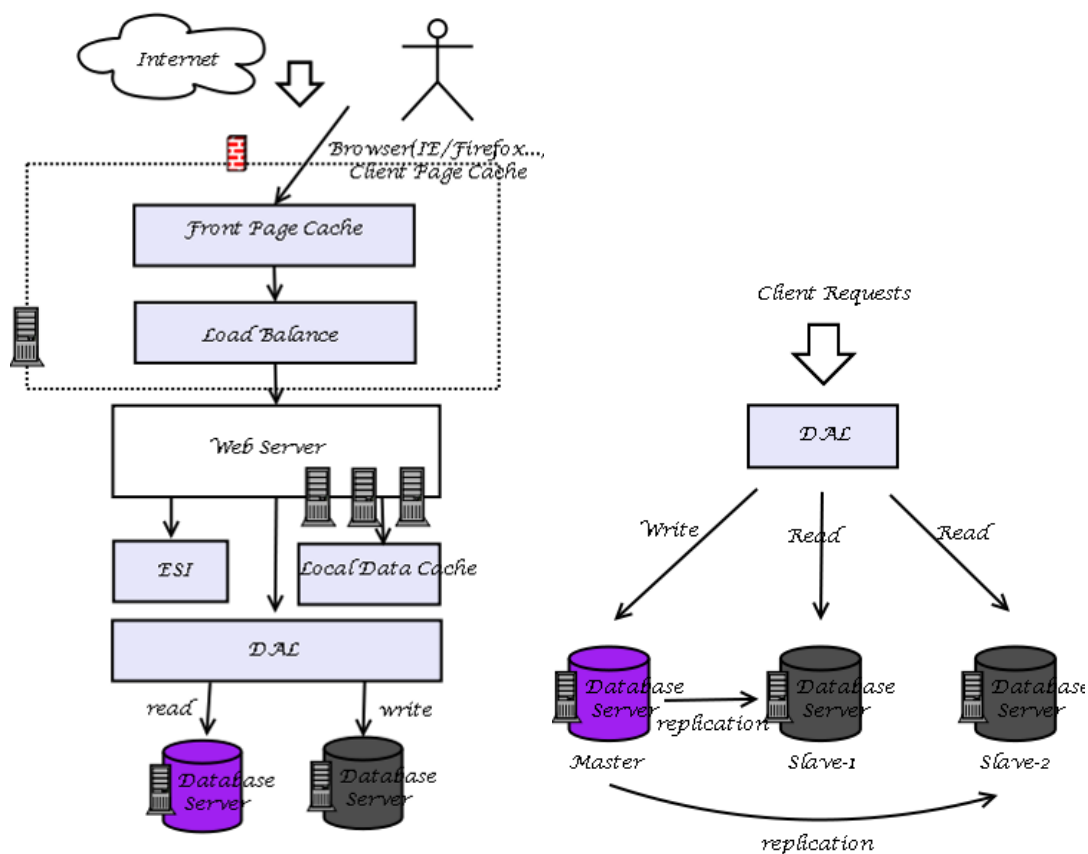 Internet
Browser(IE/Firefox...,
Client Page Cache
Front Page Cache
Load Balance
Web Server
ESI
Local Data Cache
DAL
read
write
Database
Server
Database
Server
Client Requests
DAL
Write
Read
Read
Database
Server
replication
Database
Server
Database
Server
Master
Slave-1
Slave-2
replication